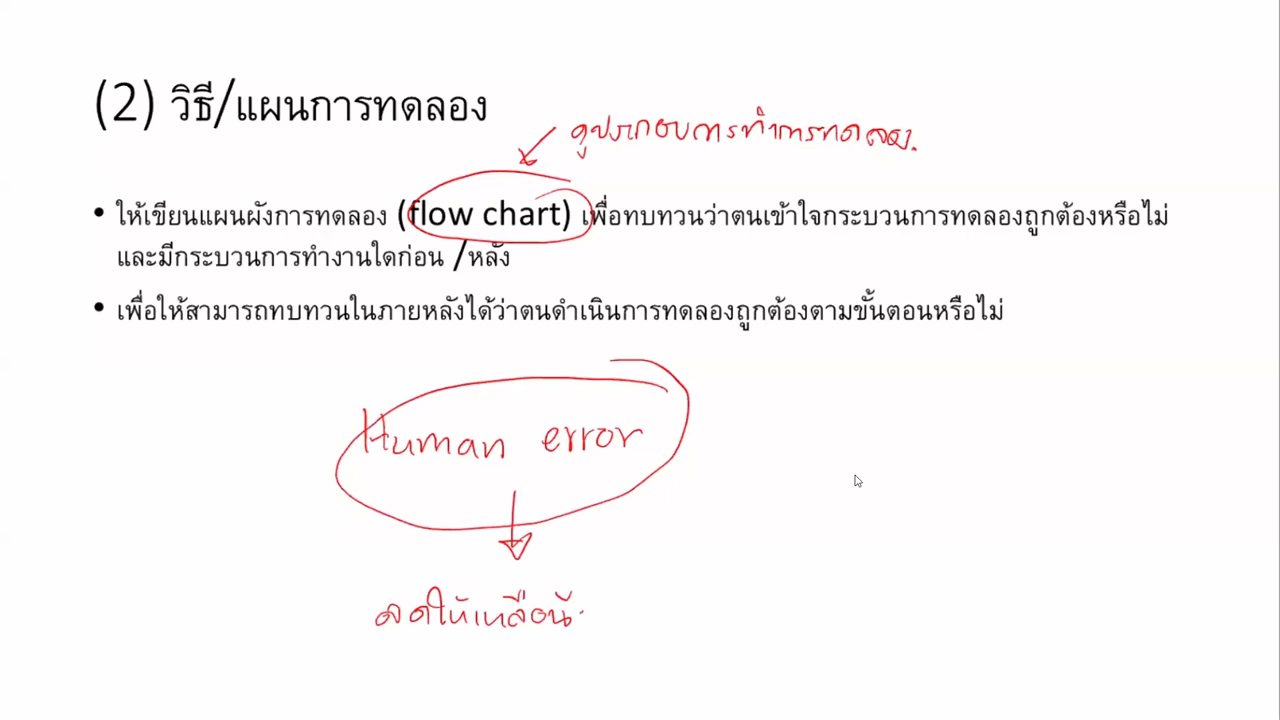 (2) วิธี/แผนการทดลอง
ดูประกอบการทำการทดลอง.
• ให้เขียนแผนผังการทดลอง (flow chart) เพื่อทบทวนว่าตนเข้าใจกระบวนการทดลองถูกต้องหรือไม่
และมีกระบวนการทำงานใดก่อน /หลัง
• เพื่อให้สามารถทบทวนในภายหลังได้ว่าตนดำเนินการทดลองถูกต้องตามขั้นตอนหรือไม่
Human error
ลดให้เหลือน้